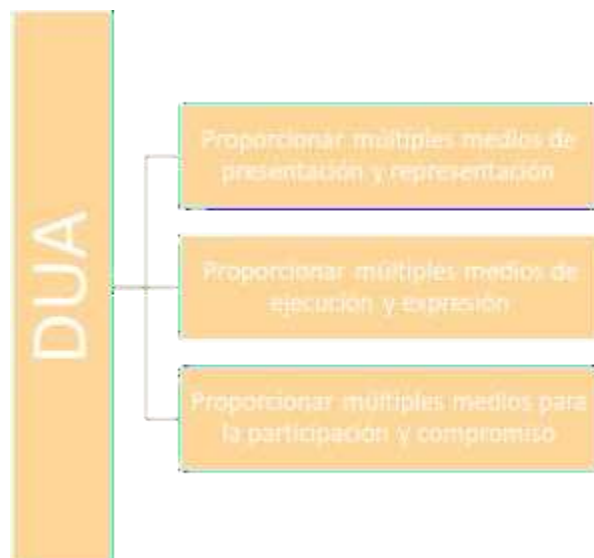 DUA
Proporcionar múltiples medios de
presentación y representación
Proporcionar múltiples medios de
ejecución y expresión
Proporcionar múltiples medios para
la participación y compromiso